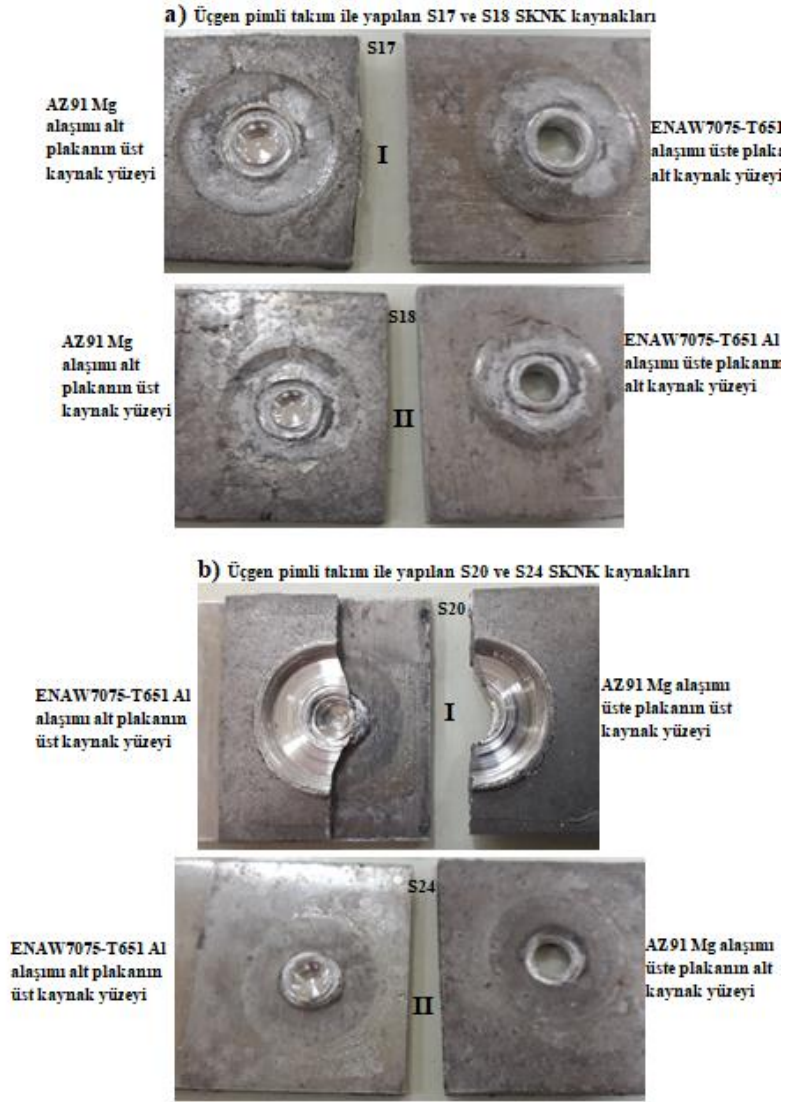 a) Üçgen pimli takım ile yapılan S17 ve S18 SKNK kaynakları
S17
AZ91 Mg
alaşımı alt
plakanın üst
kaynak yüzeyi
I
ENAW7075-T651
alaşımı üste plaka
alt kaynak yüzeyi
S18
AZ91 Mg
alaşımı alt
plakanın üst
kaynak yüzeyi
II
ENAW7075-T651 Al
alaşımı üste plakanın
alt kaynak yüzeyi
b) Üçgen pimli takım ile yapılan S20 ve S24 SKNK kaynakları
S20
ENAW7075-T651 Al
alaşımı alt plakanın
üst kaynak yüzeyi
I
AZ91 Mg alaşımı
üste plakanın üst
kaynak yüzeyi
S24
ENAW7075-T651 Al
alaşımı alt plakanın
üst kaynak yüzeyi
II
AZ91 Mg alaşımı
üste plakanın alt
kaynak yüzeyi